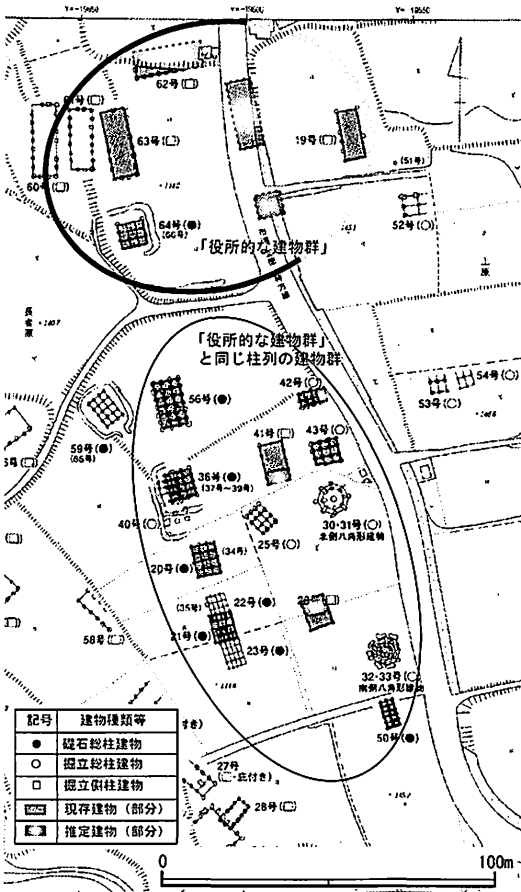 62号(□)
63号(□)
60号(□)
19号(□)
(51号)
64号(●)
(66号)
52号(○)
「役所的な建物群」
上原
長者原
「役所的な建物群」
と同じ柱列の建物群
42号(○)
56号(●)
54号(○)
53号(○)
59号(●)
(65号)
41号(□)
43号(○)
36号(●)
(37号~39号)
40号(○)
30・31号(○)
北側八角形建物
25号(○)
20号(●)
(34号)
(35号)
22号(●)
21号(●)
23号(●)
58号(□)
32・33号(○)
南側八角形建物
50号(●)
27号
(□・庇付き)
28号(□)
記号 建物種類等
● 礎石総柱建物
○ 掘立総柱建物
□ 掘立側柱建物
現存建物(部分)
推定建物(部分)
0 100m